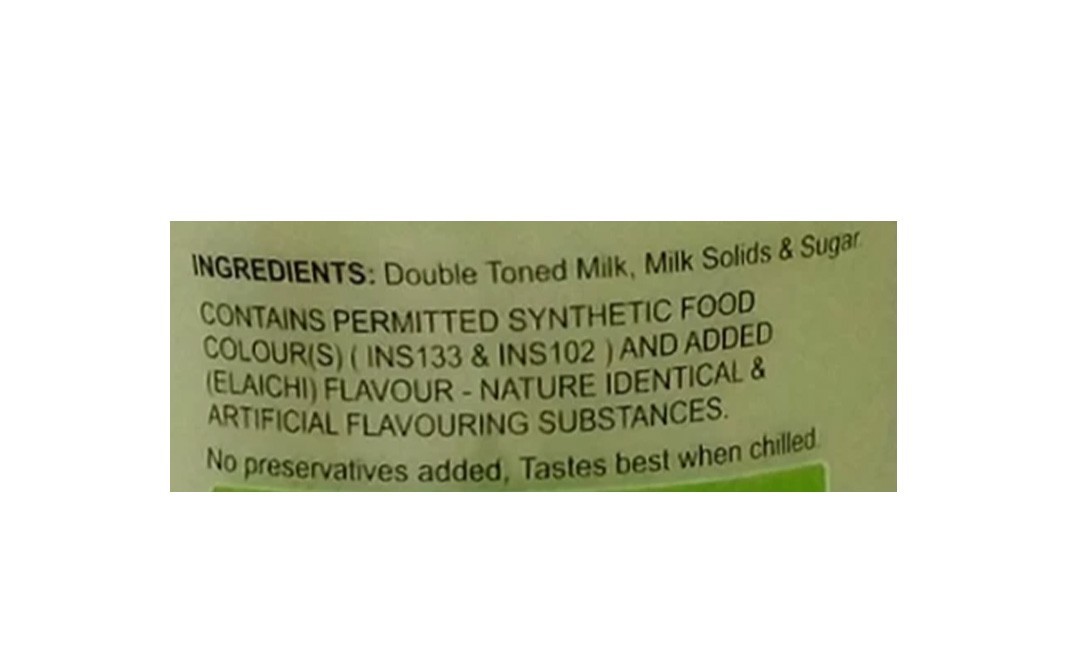 INGREDIENTS: Double Toned Milk, Milk Solids & Sugar
CONTAINS PERMITTED SYNTHETIC FOOD
COLOUR(S) ( INS133 & INS102 ) AND ADDED
(ELAICHI) FLAVOUR - NATURE IDENTICAL &
ARTIFICIAL FLAVOURING SUBSTANCES.
No preservatives added, Tastes best when chilled.